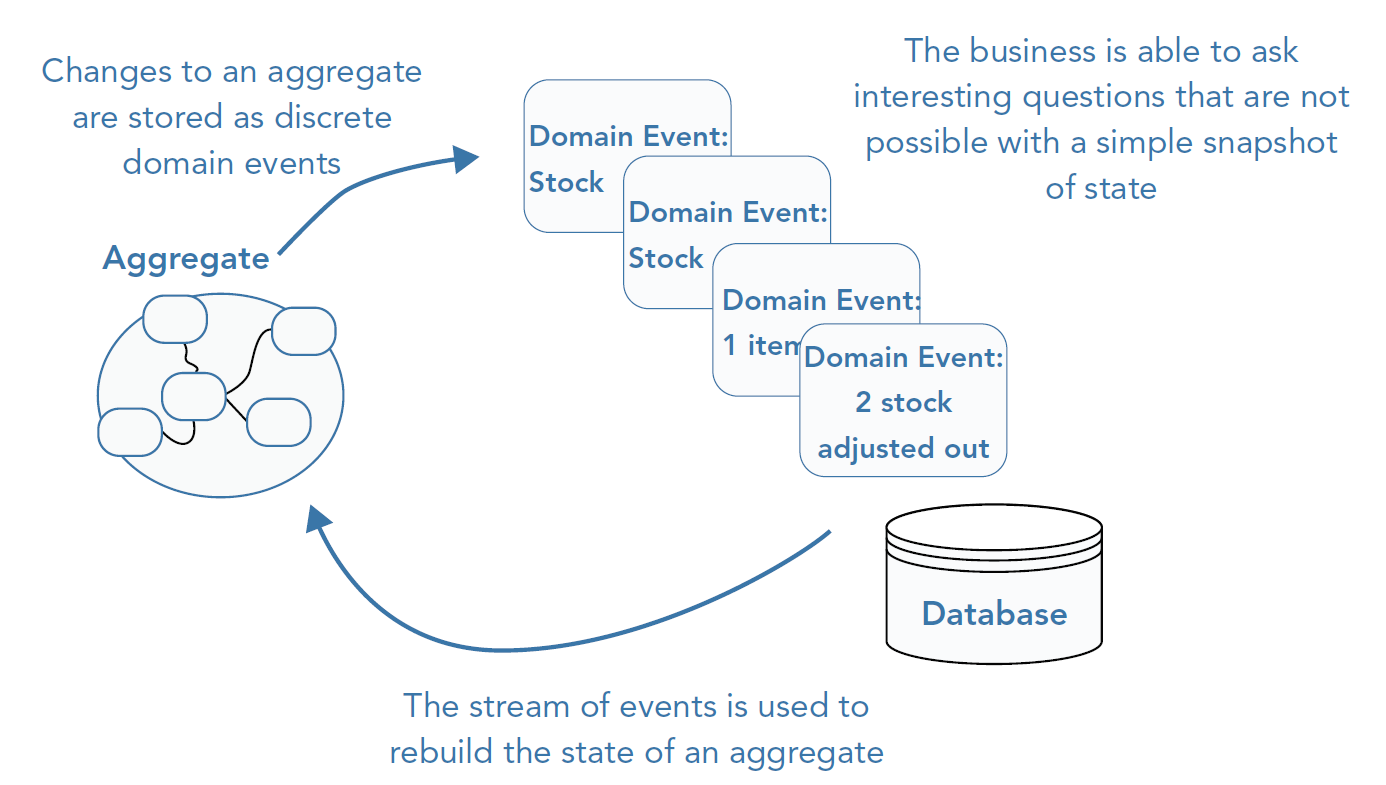 Changes to an aggregate
are stored as discrete
domain events
The business is able to ask
interesting questions that are not
possible with a simple snapshot
of state
Domain Event:
Stock
Domain Event:
Stock
Domain Event:
1 item
Domain Event:
2 stock
adjusted out
Aggregate
Database
The stream of events is used to
rebuild the state of an aggregate